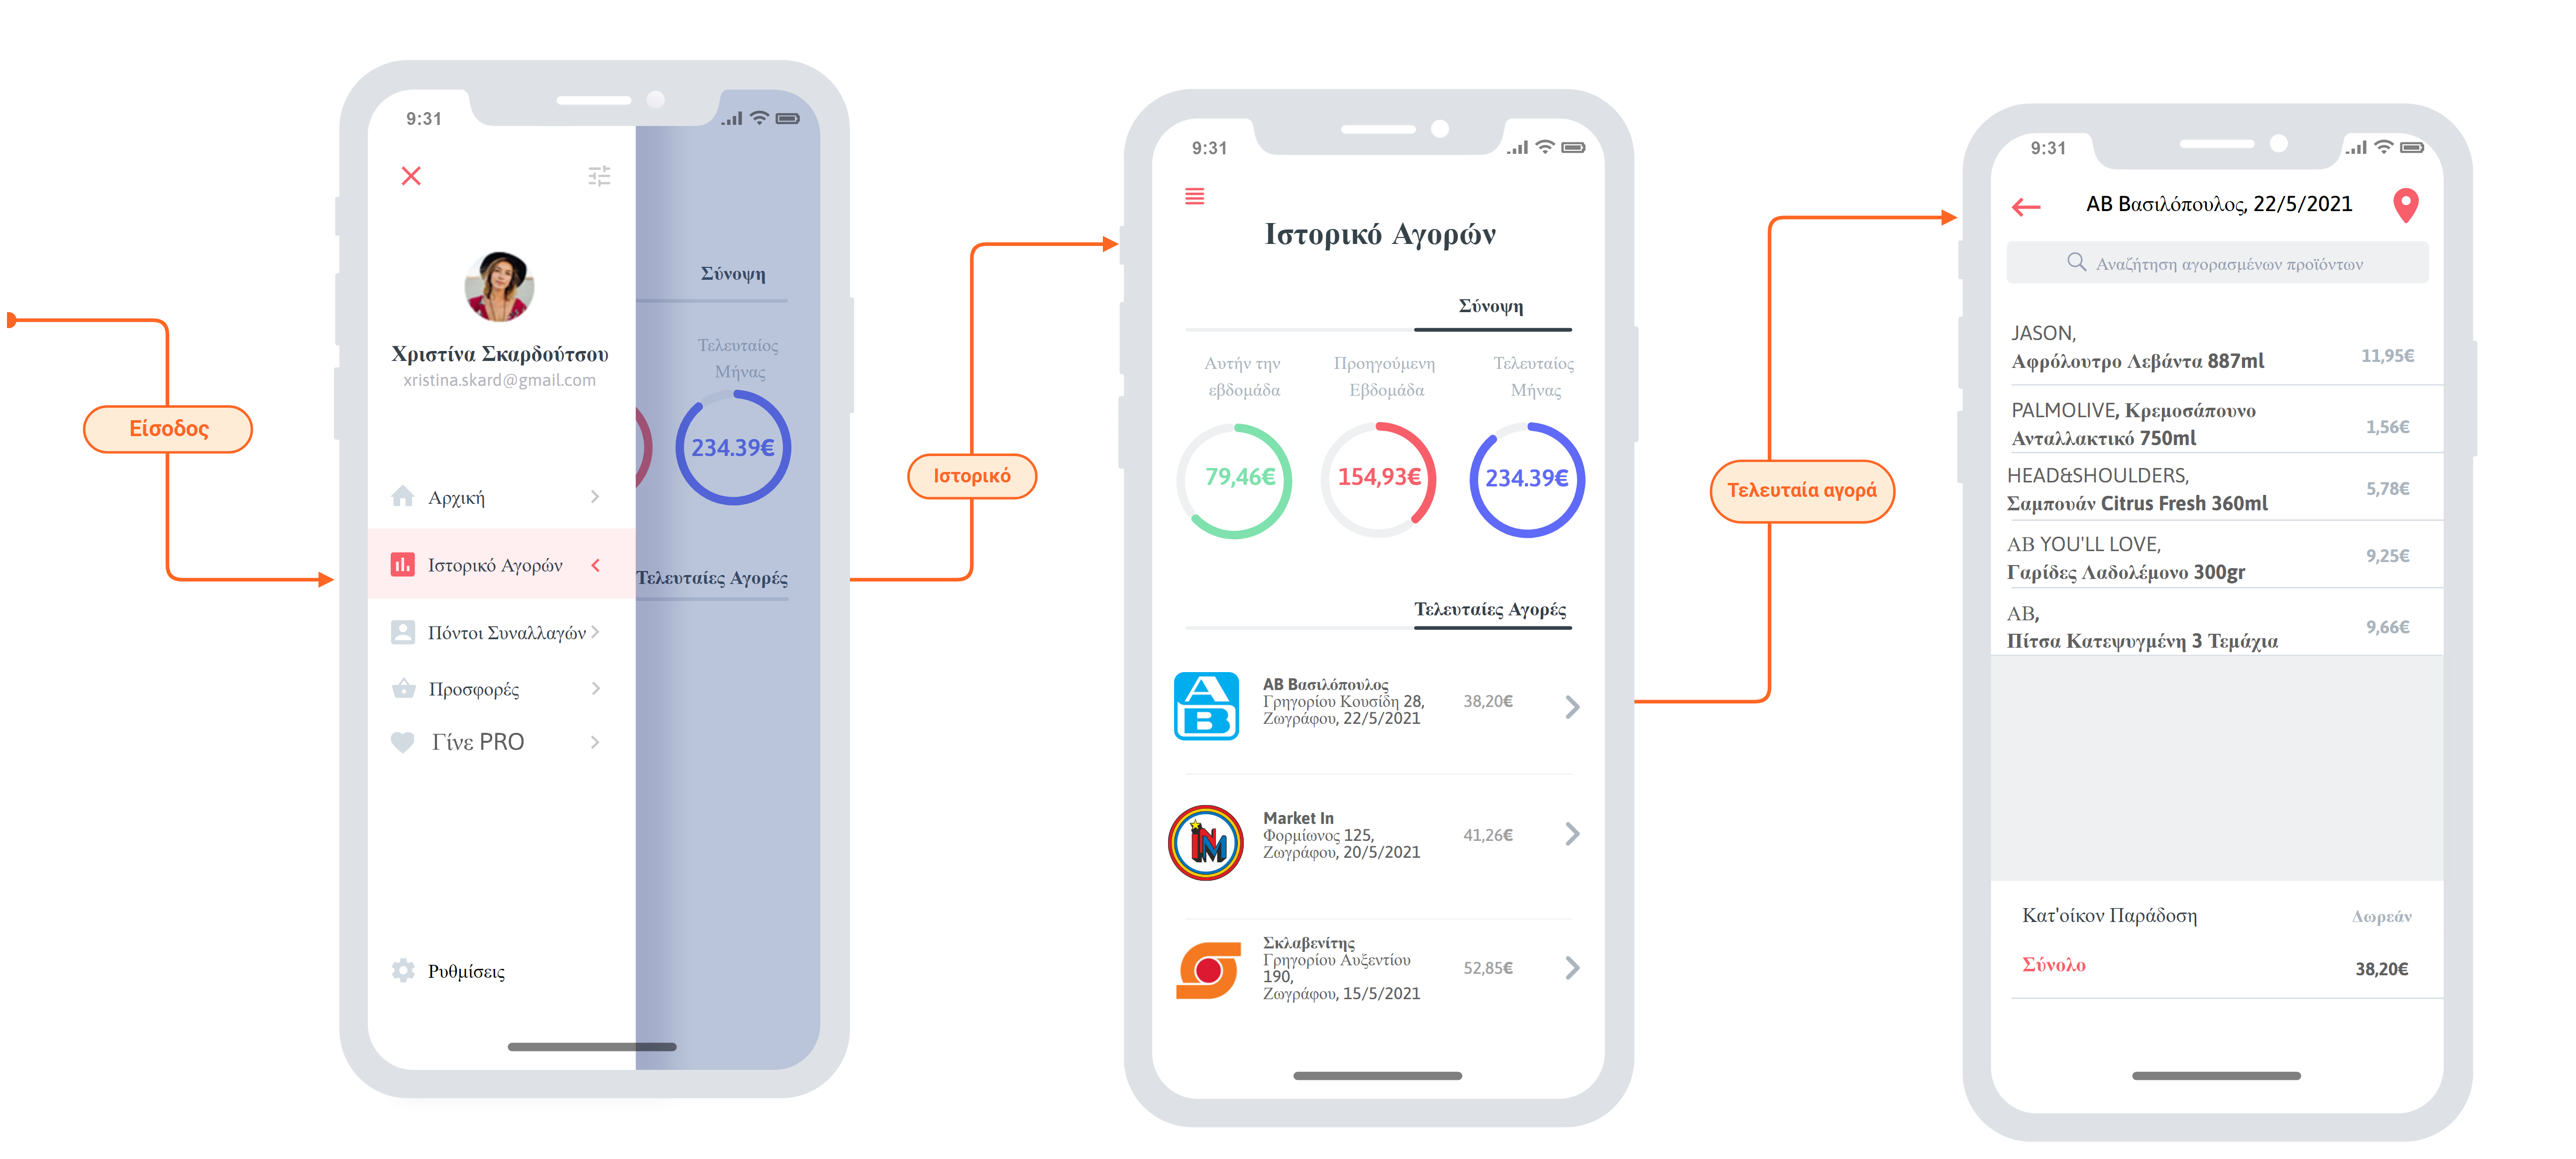 Είσοδος
9:31
Χριστίνα Σκαρδούτσου
xristina.skard@gmail.com
Αρχική
Ιστορικό Αγορών
Πόντοι Συναλλαγών
Προσφορές
Γίνε PRO
Ρυθμίσεις
Σύνοψη
Τελευταίος
Μήνας
234.39€
Τελευταίες Αγορές
Ιστορικό
9:31
Ιστορικό Αγορών
Σύνοψη
Αυτήν την
εβδομάδα
Προηγούμενη
Εβδομάδα
Τελευταίος
Μήνας
79,46€
154,93€
234.39€
Τελευταίες Αγορές
AB
ΑΒ Βασιλόπουλος
Γρηγορίου Κουσίδη 28,
Ζωγράφου, 22/5/2021
38,20€
INM
Market In
Φορμίωνος 125,
Ζωγράφου, 20/5/2021
41,26€
Σκλαβενίτης
Γρηγορίου Αυξεντίου
190,
Ζωγράφου, 15/5/2021
52,85€
Τελευταία αγορά
9:31
ΑΒ Βασιλόπουλος, 22/5/2021
Αναζήτηση αγορασμένων προϊόντων
JASON,
Αφρόλουτρο Λεβάντα 887ml
11,95€
PALMOLIVE, Κρεμοσάπουνο
Ανταλλακτικό 750ml
1,56€
HEAD&SHOULDERS,
Σαμπουάν Citrus Fresh 360ml
5,78€
ΑΒ YOU'LL LOVE,
Γαρίδες Λαδολέμονο 300gr
9,25€
ΑΒ,
Πίτσα Κατεψυγμένη 3 Τεμάχια
9,66€
Κατ'οίκον Παράδοση
Δωρεάν
Σύνολο
38,20€